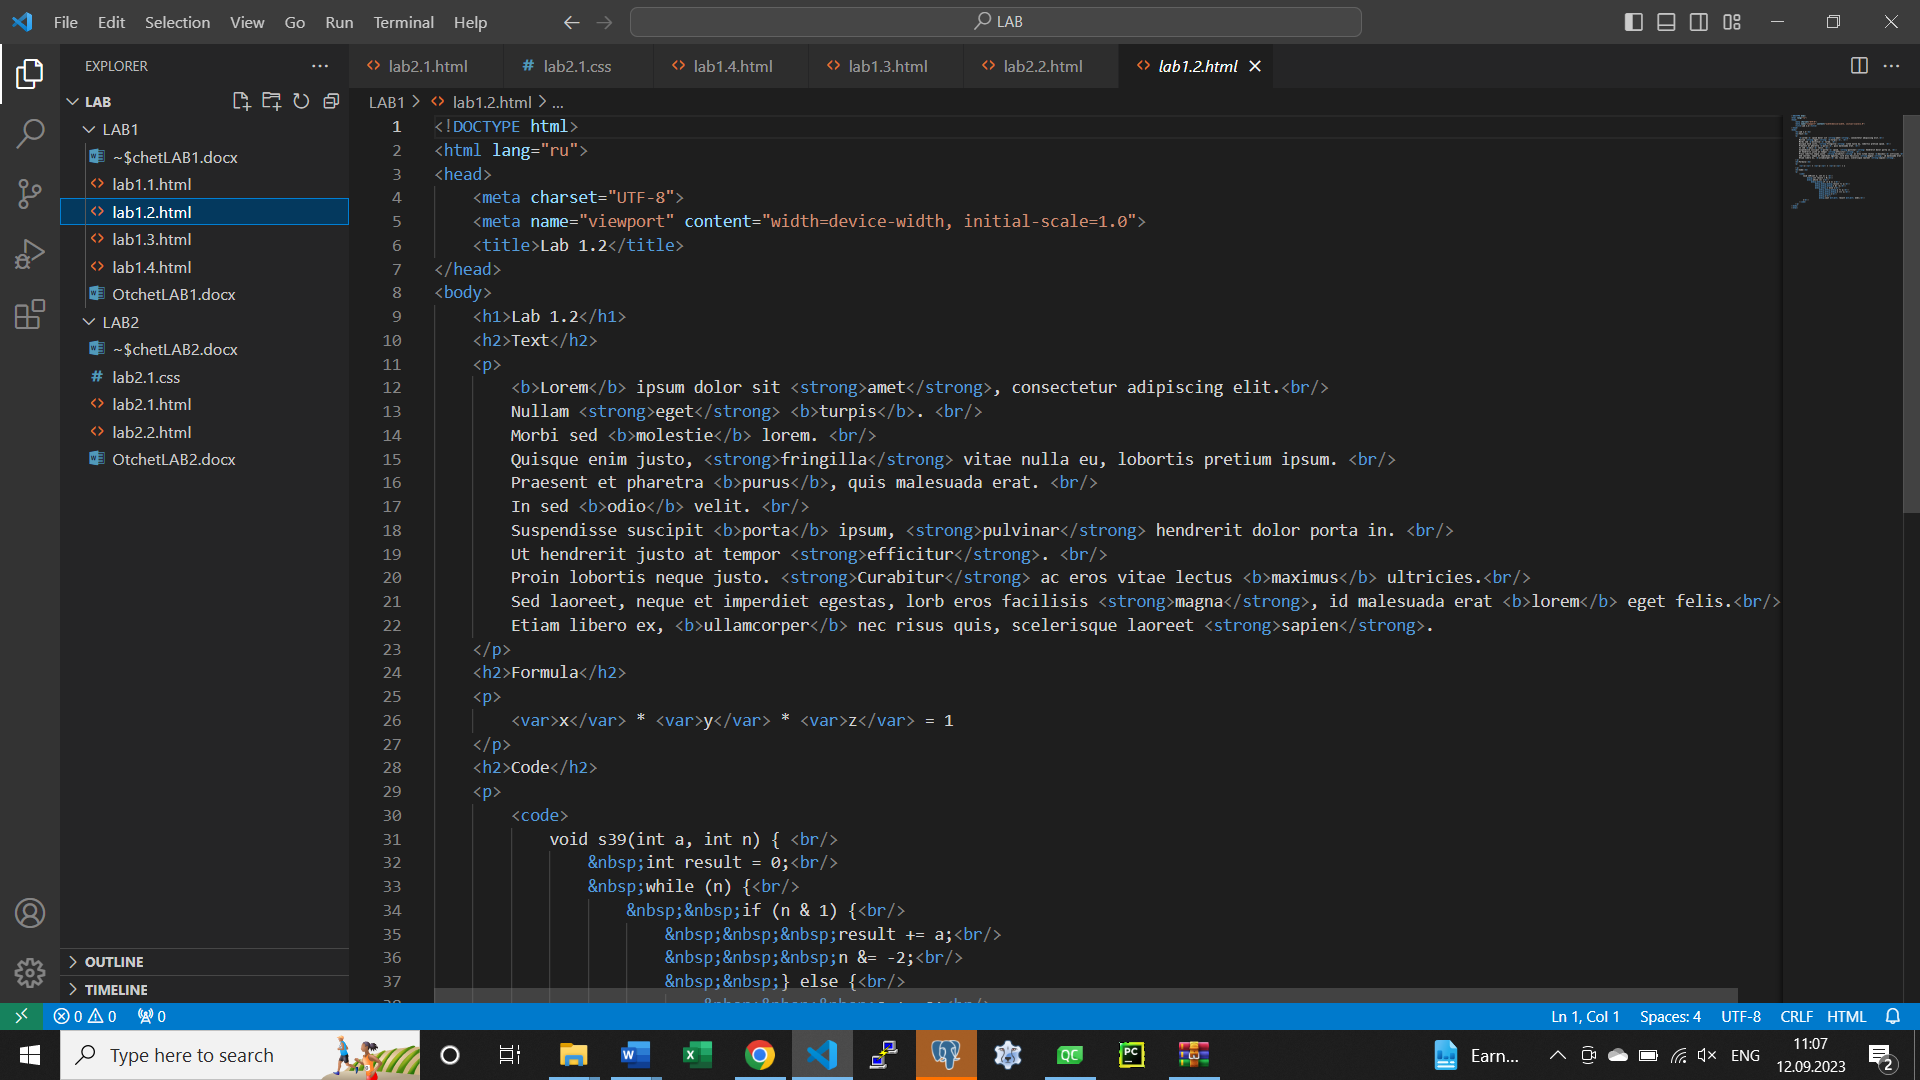 File Edit Selection View Go Run Terminal Help
LAB
EXPLORER
LAB
LAB1
~$chetLAB1.docx
lab1.1.html
lab1.2.html
lab1.3.html
lab1.4.html
OtchetLAB1.docx
LAB2
~$chetLAB2.docx
lab2.1.css
lab2.1.html
lab2.2.html
OtchetLAB2.docx
OUTLINE
TIMELINE
lab2.1.html lab2.1.css lab1.4.html lab1.3.html lab2.2.html lab1.2.html
LAB1 > lab1.2.html > ...
1 <!DOCTYPE html>
2 <html lang="ru">
3 <head>
4 <meta charset="UTF-8">
5 <meta name="viewport" content="width=device-width, initial-scale=1.0">
6 <title>Lab 1.2</title>
7 </head>
8 <body>
9 <h1>Lab 1.2</h1>
10 <h2>Text</h2>
11 <p>
12 <b>Lorem</b> ipsum dolor sit <strong>amet</strong>, consectetur adipiscing elit.<br/>
13 Nullam <strong>eget</strong> <b>turpis</b>. <br/>
14 Morbi sed <b>molestie</b> lorem. <br/>
15 Quisque enim justo, <strong>fringilla</strong> vitae nulla eu, lobortis pretium ipsum. <br/>
16 Praesent et pharetra <b>purus</b>, quis malesuada erat. <br/>
17 In sed <b>odio</b> velit. <br/>
18 Suspendisse suscipit <b>porta</b> ipsum, <strong>pulvinar</strong> hendrerit dolor porta in. <br/>
19 Ut hendrerit justo at tempor <strong>efficitur</strong>. <br/>
20 Proin lobortis neque justo. <strong>Curabitur</strong> ac eros vitae lectus <b>maximus</b> ultricies.<br/>
21 Sed laoreet, neque et imperdiet egestas, lorb eros facilisis <strong>magna</strong>, id malesuada erat <b>lorem</b> eget felis.<br/>
22 Etiam libero ex, <b>ullamcorper</b> nec risus quis, scelerisque laoreet <strong>sapien</strong>.
23 </p>
24 <h2>Formula</h2>
25 <p>
26 <var>x</var> * <var>y</var> * <var>z</var> = 1
27 </p>
28 <h2>Code</h2>
29 <p>
30 <code>
31 void s39(int a, int n) { <br/>
32 &nbsp;int result = 0;<br/>
33 &nbsp;while (n) {<br/>
34 &nbsp;&nbsp;if (n & 1) {<br/>
35 &nbsp;&nbsp;&nbsp;result += a;<br/>
36 &nbsp;&nbsp;&nbsp;n &= -2;<br/>
37 &nbsp;&nbsp;} else {<br/>
0 0 0 Ln 1, Col 1 Spaces: 4 UTF-8 CRLF HTML
Type here to search
Earn... ENG
11:07
12.09.2023
2